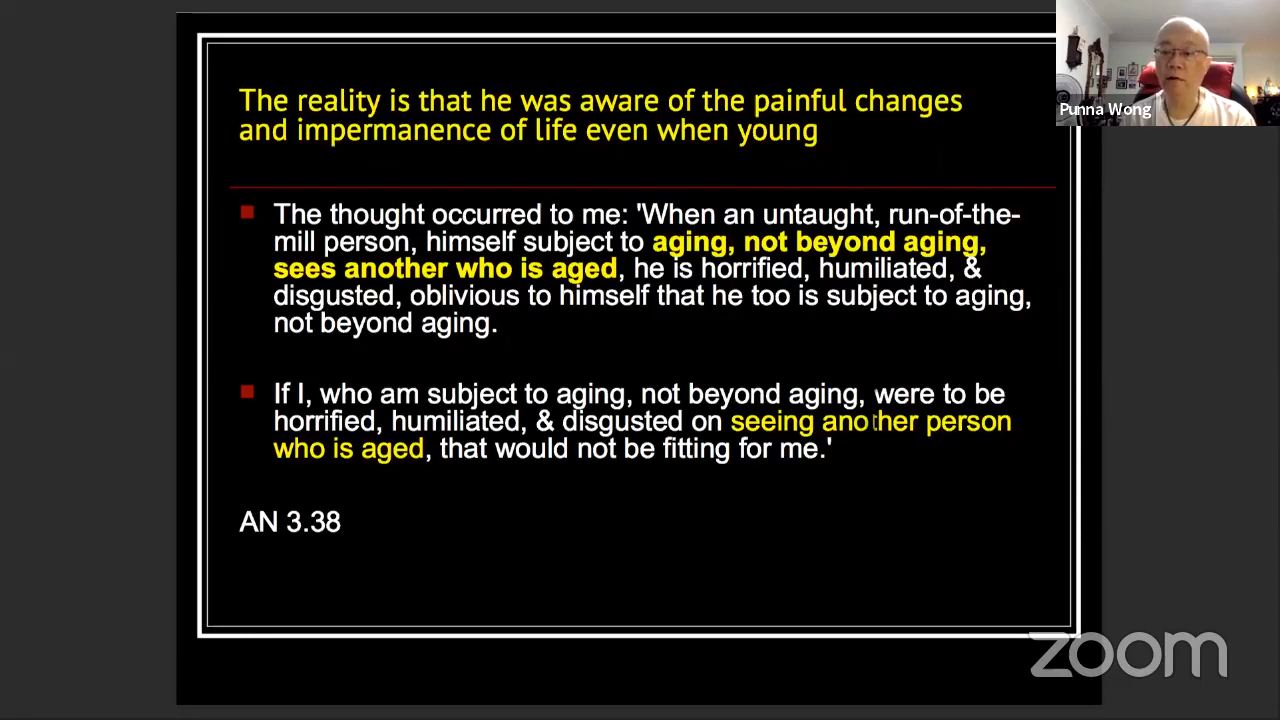 The reality is that he was aware of the painful changes
and impermanence of life even when young
The thought occurred to me: 'When an untaught, run-of-the-
mill person, himself subject to aging, not beyond aging,
sees another who is aged, he is horrified, humiliated, &
disgusted, oblivious to himself that he too is subject to aging,
not beyond aging.
If I, who am subject to aging, not beyond aging, were to be
horrified, humiliated, & disgusted on seeing another person
who is aged, that would not be fitting for me.'
AN 3.38
Punna Wong
zoom